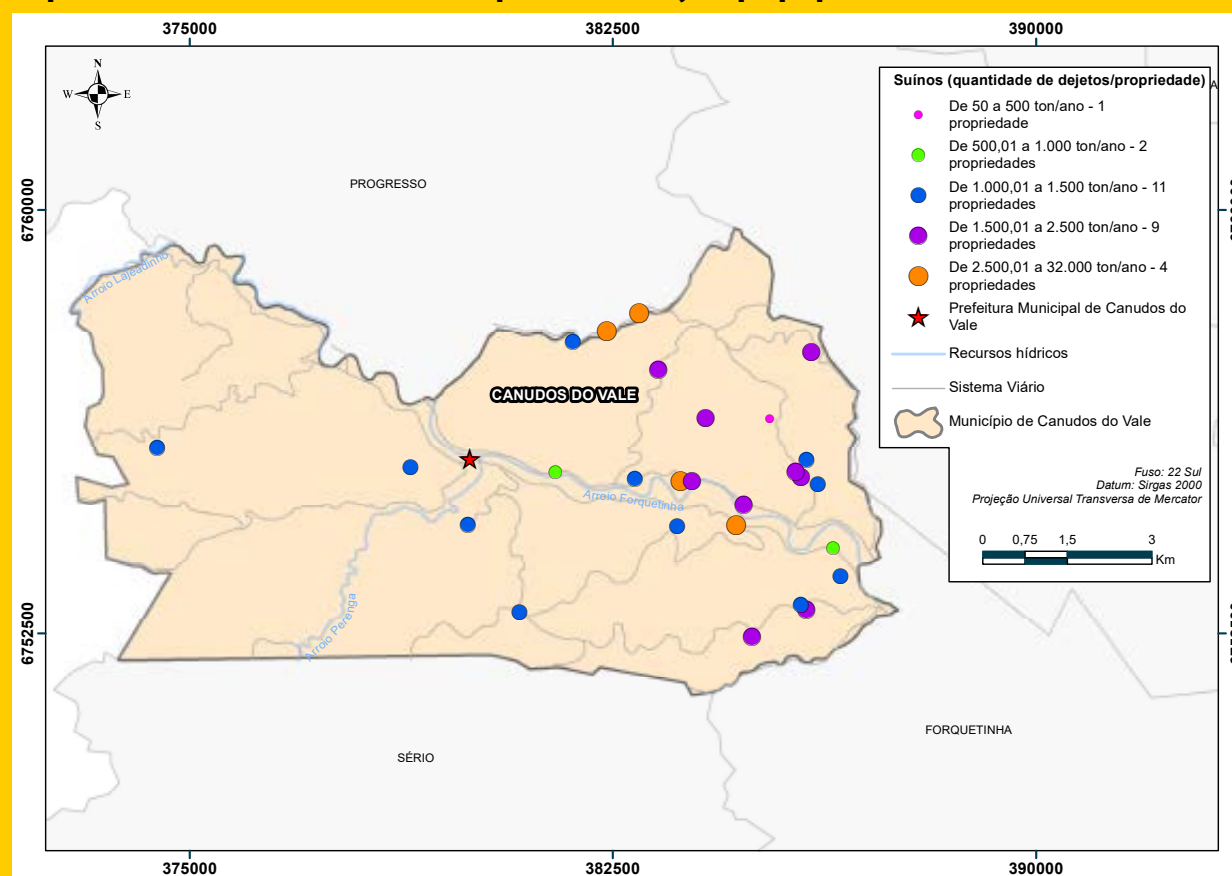 375000
382500
390000
N
W
E
S
Suínos (quantidade de dejetos/propriedade)
De 50 a 500 ton/ano - 1
propriedade
De 500,01 a 1.000 ton/ano - 2
propriedades
De 1.000,01 a 1.500 ton/ano - 11
propriedades
De 1.500,01 a 2.500 ton/ano - 9
propriedades
De 2.500,01 a 32.000 ton/ano - 4
propriedades
Prefeitura Municipal de Canudos do
Vale
Recursos hídricos
Sistema Viário
Município de Canudos do Vale
Fuso: 22 Sul
Datum: Sirgas 2000
Projeção Universal Transversa de Mercator
0 0,75 1,5 3
Km
PROGRESSO
6760000
Arroio Lajeadinho
CANUDOS DO VALE
Arroio Forquetinha
Arroio Perenga
6752500
FORQUETINHA
SÉRIO
375000
382500
390000